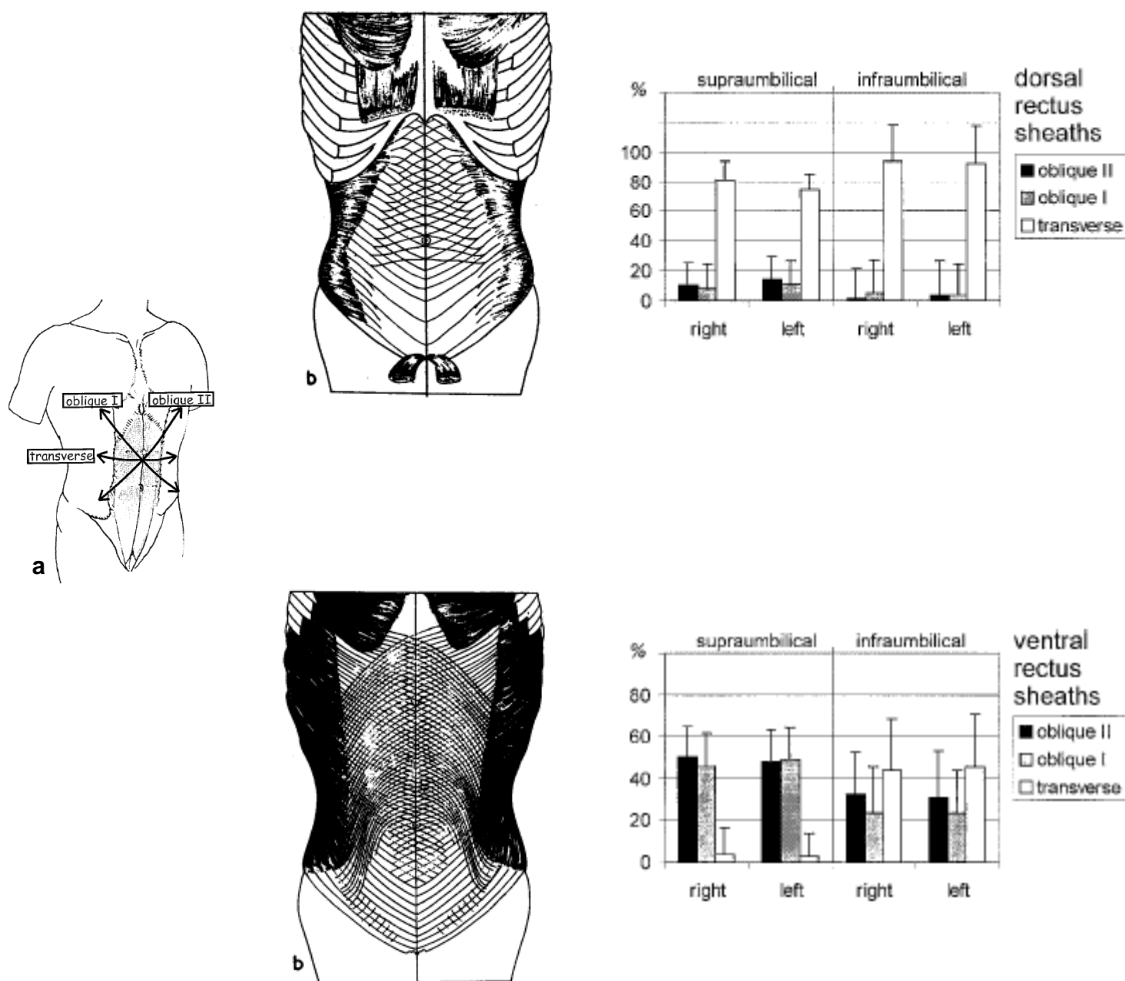 supraumbilical infraumbilical
%
100
80
60
40
20
0
right left right left
dorsal
rectus
sheaths
oblique II
oblique I
transverse
b
oblique I oblique II
transverse
a
b
supraumbilical infraumbilical
%
80
60
40
20
0
right left right left
ventral
rectus
sheaths
oblique II
oblique I
transverse